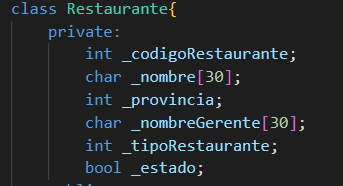 class Restaurante{
private:
int _codigoRestaurante;
char _nombre[30];
int _provincia;
char _nombreGerente[30];
int _tipoRestaurante;
bool _estado;